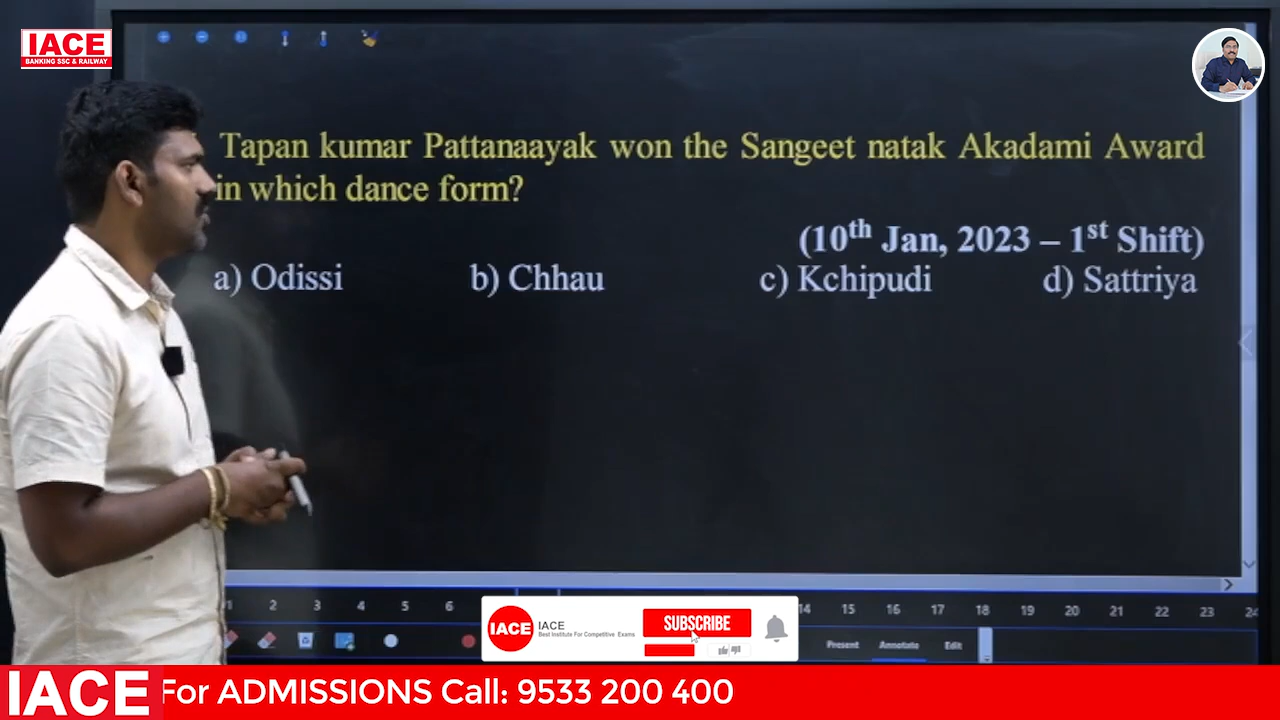 IACE
BANKING SSC & RAILWAY
Tapan kumar Pattanaayak won the Sangeet natak Akadami Award
in which dance form?
(10th Jan, 2023 – 1st Shift)
a) Odissi b) Chhau c) Kchipudi d) Sattriya
1 2 3 4 5 6 14 15 16 17 18 19 20 21 22 23 24
IACE IACE SUBSCRIBE
Best Institute For Competitive Exams
Present Annotate Edit
IACE For ADMISSIONS Call: 9533 200 400